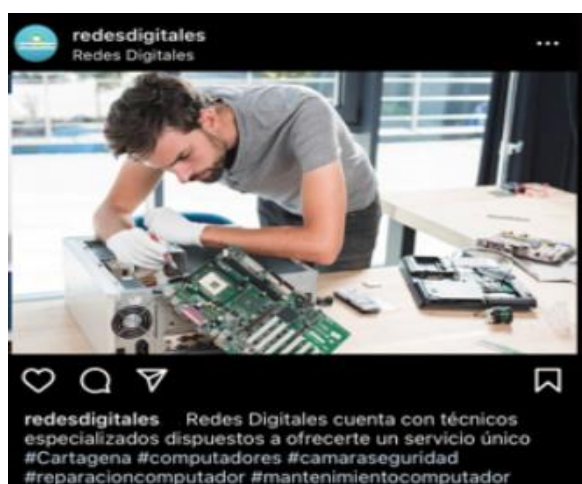 redesdigitales
Redes Digitales
redesdigitales Redes Digitales cuenta con técnicos
especializados dispuestos a ofrecerte un servicio único
#Cartagena #computadores #camaraseguridad
#reparacioncomputador #mantenimientocomputador